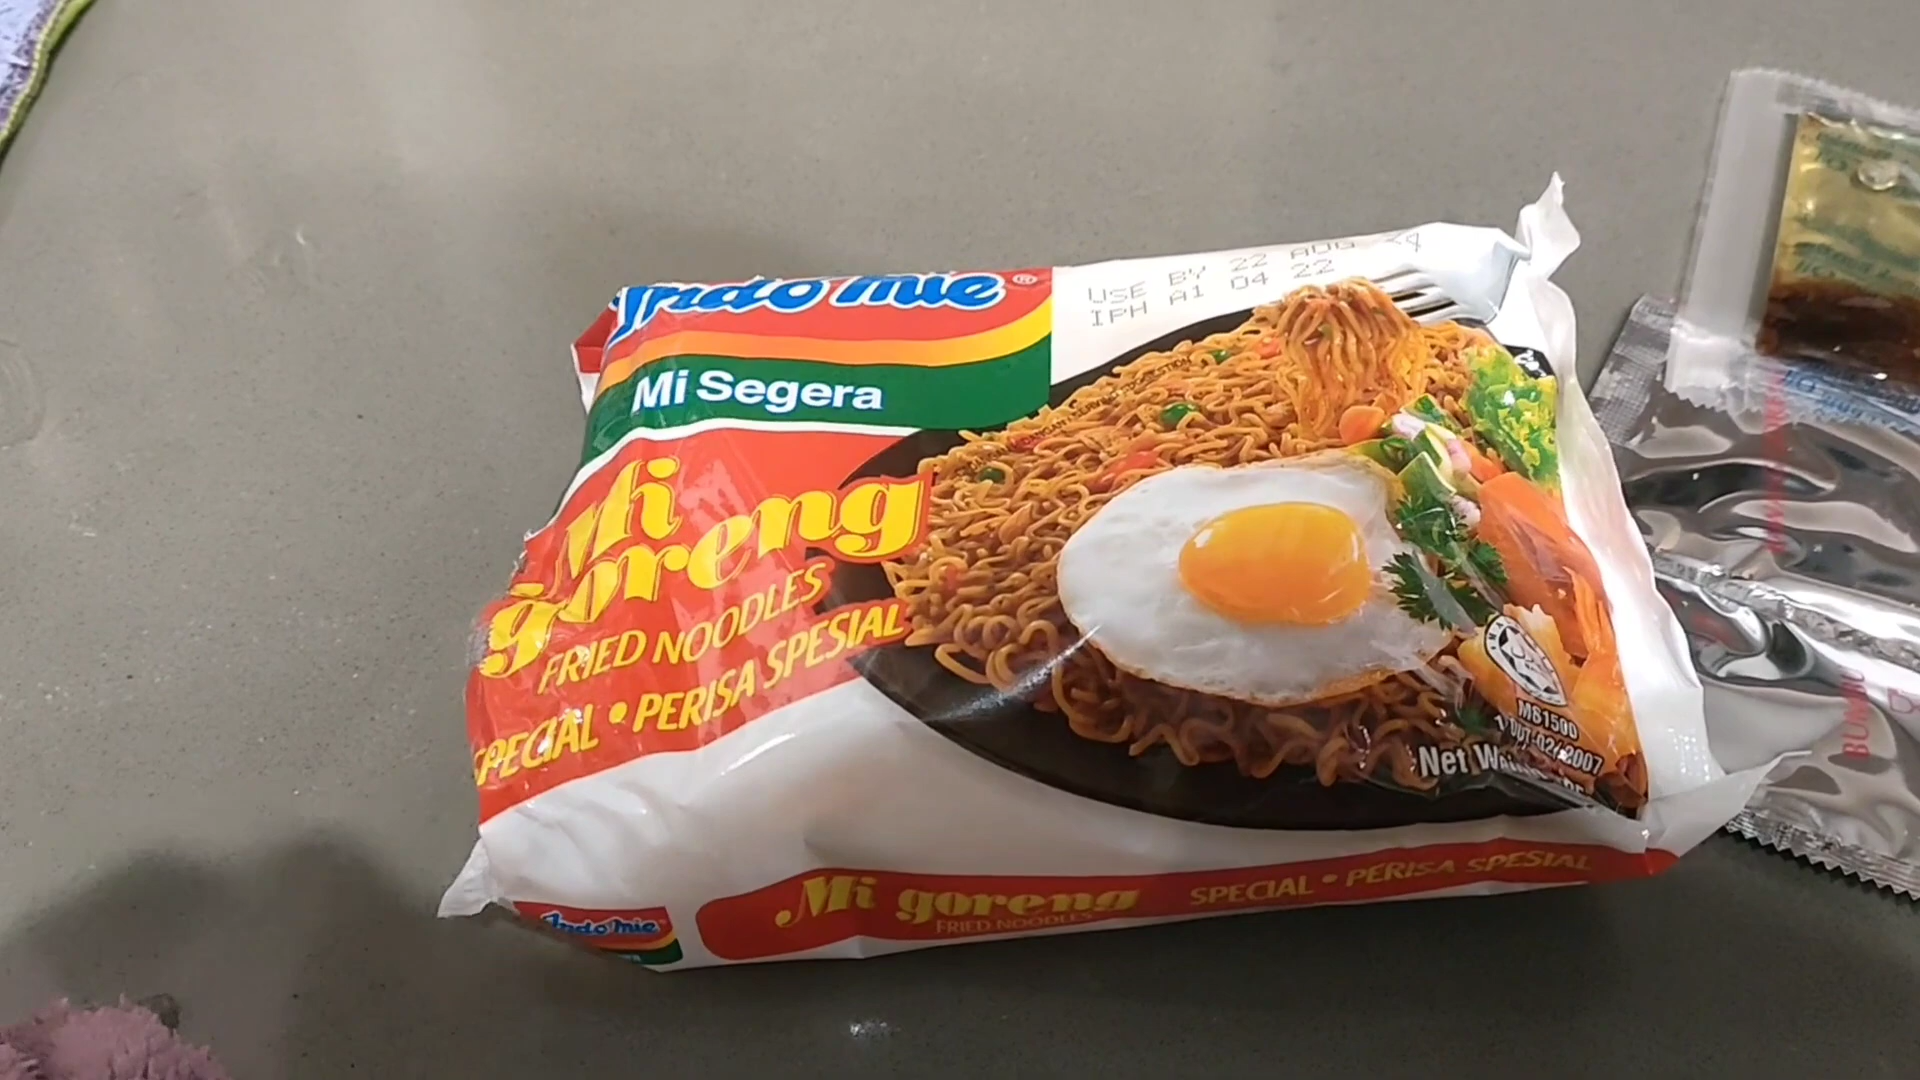 Indomie®
Mi Segera
USE BY 22 AUG 24
IPH A1 04 22
Mi
goreng
FRIED NOODLES
SPECIAL • PERISA SPESIAL
MS1500
Net
Mi goreng
FRIED NOODLES
SPECIAL • PERISA SPESIAL
Indomie
BUMBU